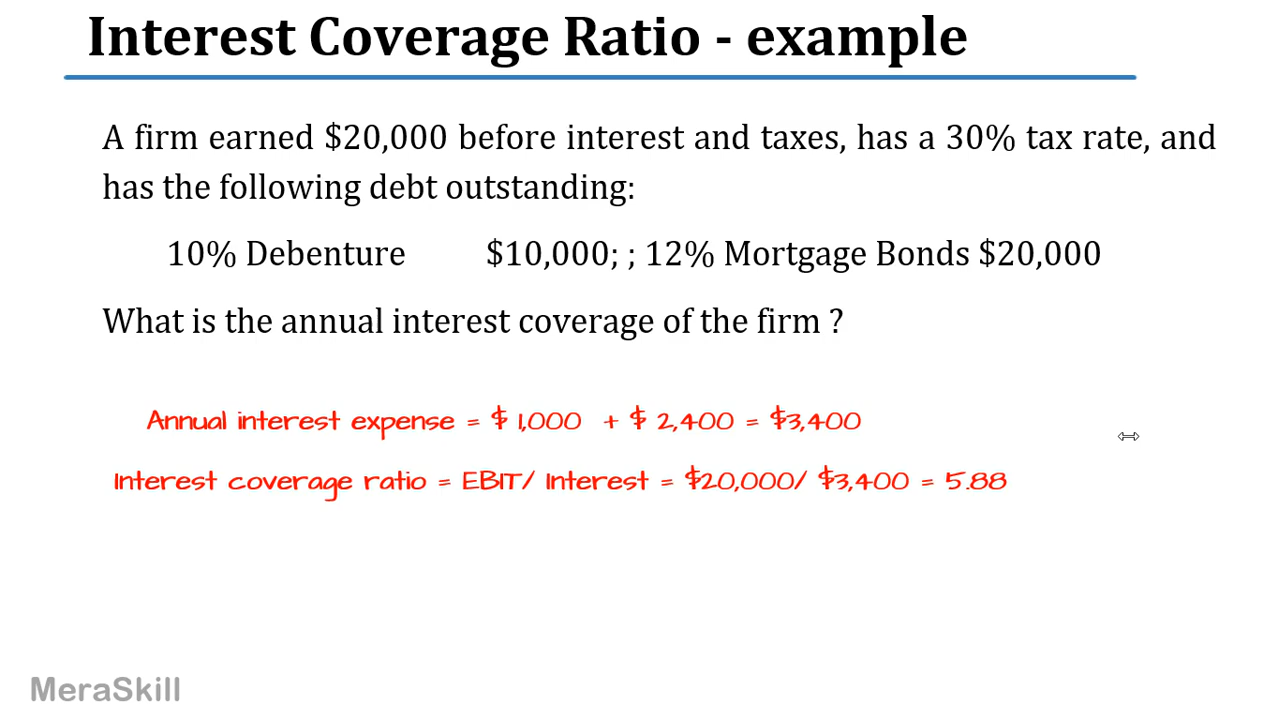 Interest Coverage Ratio - example
A firm earned $20,000 before interest and taxes, has a 30% tax rate, and
has the following debt outstanding:
10% Debenture $10,000; ; 12% Mortgage Bonds $20,000
What is the annual interest coverage of the firm ?
Annual interest expense = $ 1,000 + $ 2,400 = $3,400
Interest coverage ratio = EBIT/ Interest = $20,000/ $3,400 = 5.88
MeraSkill